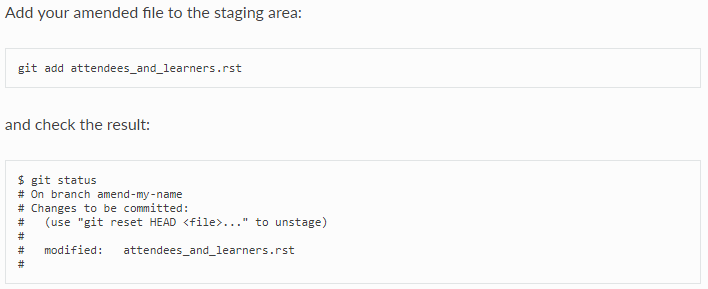 Add your amended file to the staging area:
git add attendees_and_learners.rst
and check the result:
$ git status
# On branch amend-my-name
# Changes to be committed:
#   (use "git reset HEAD <file>..." to unstage)
#
#   modified:   attendees_and_learners.rst
#